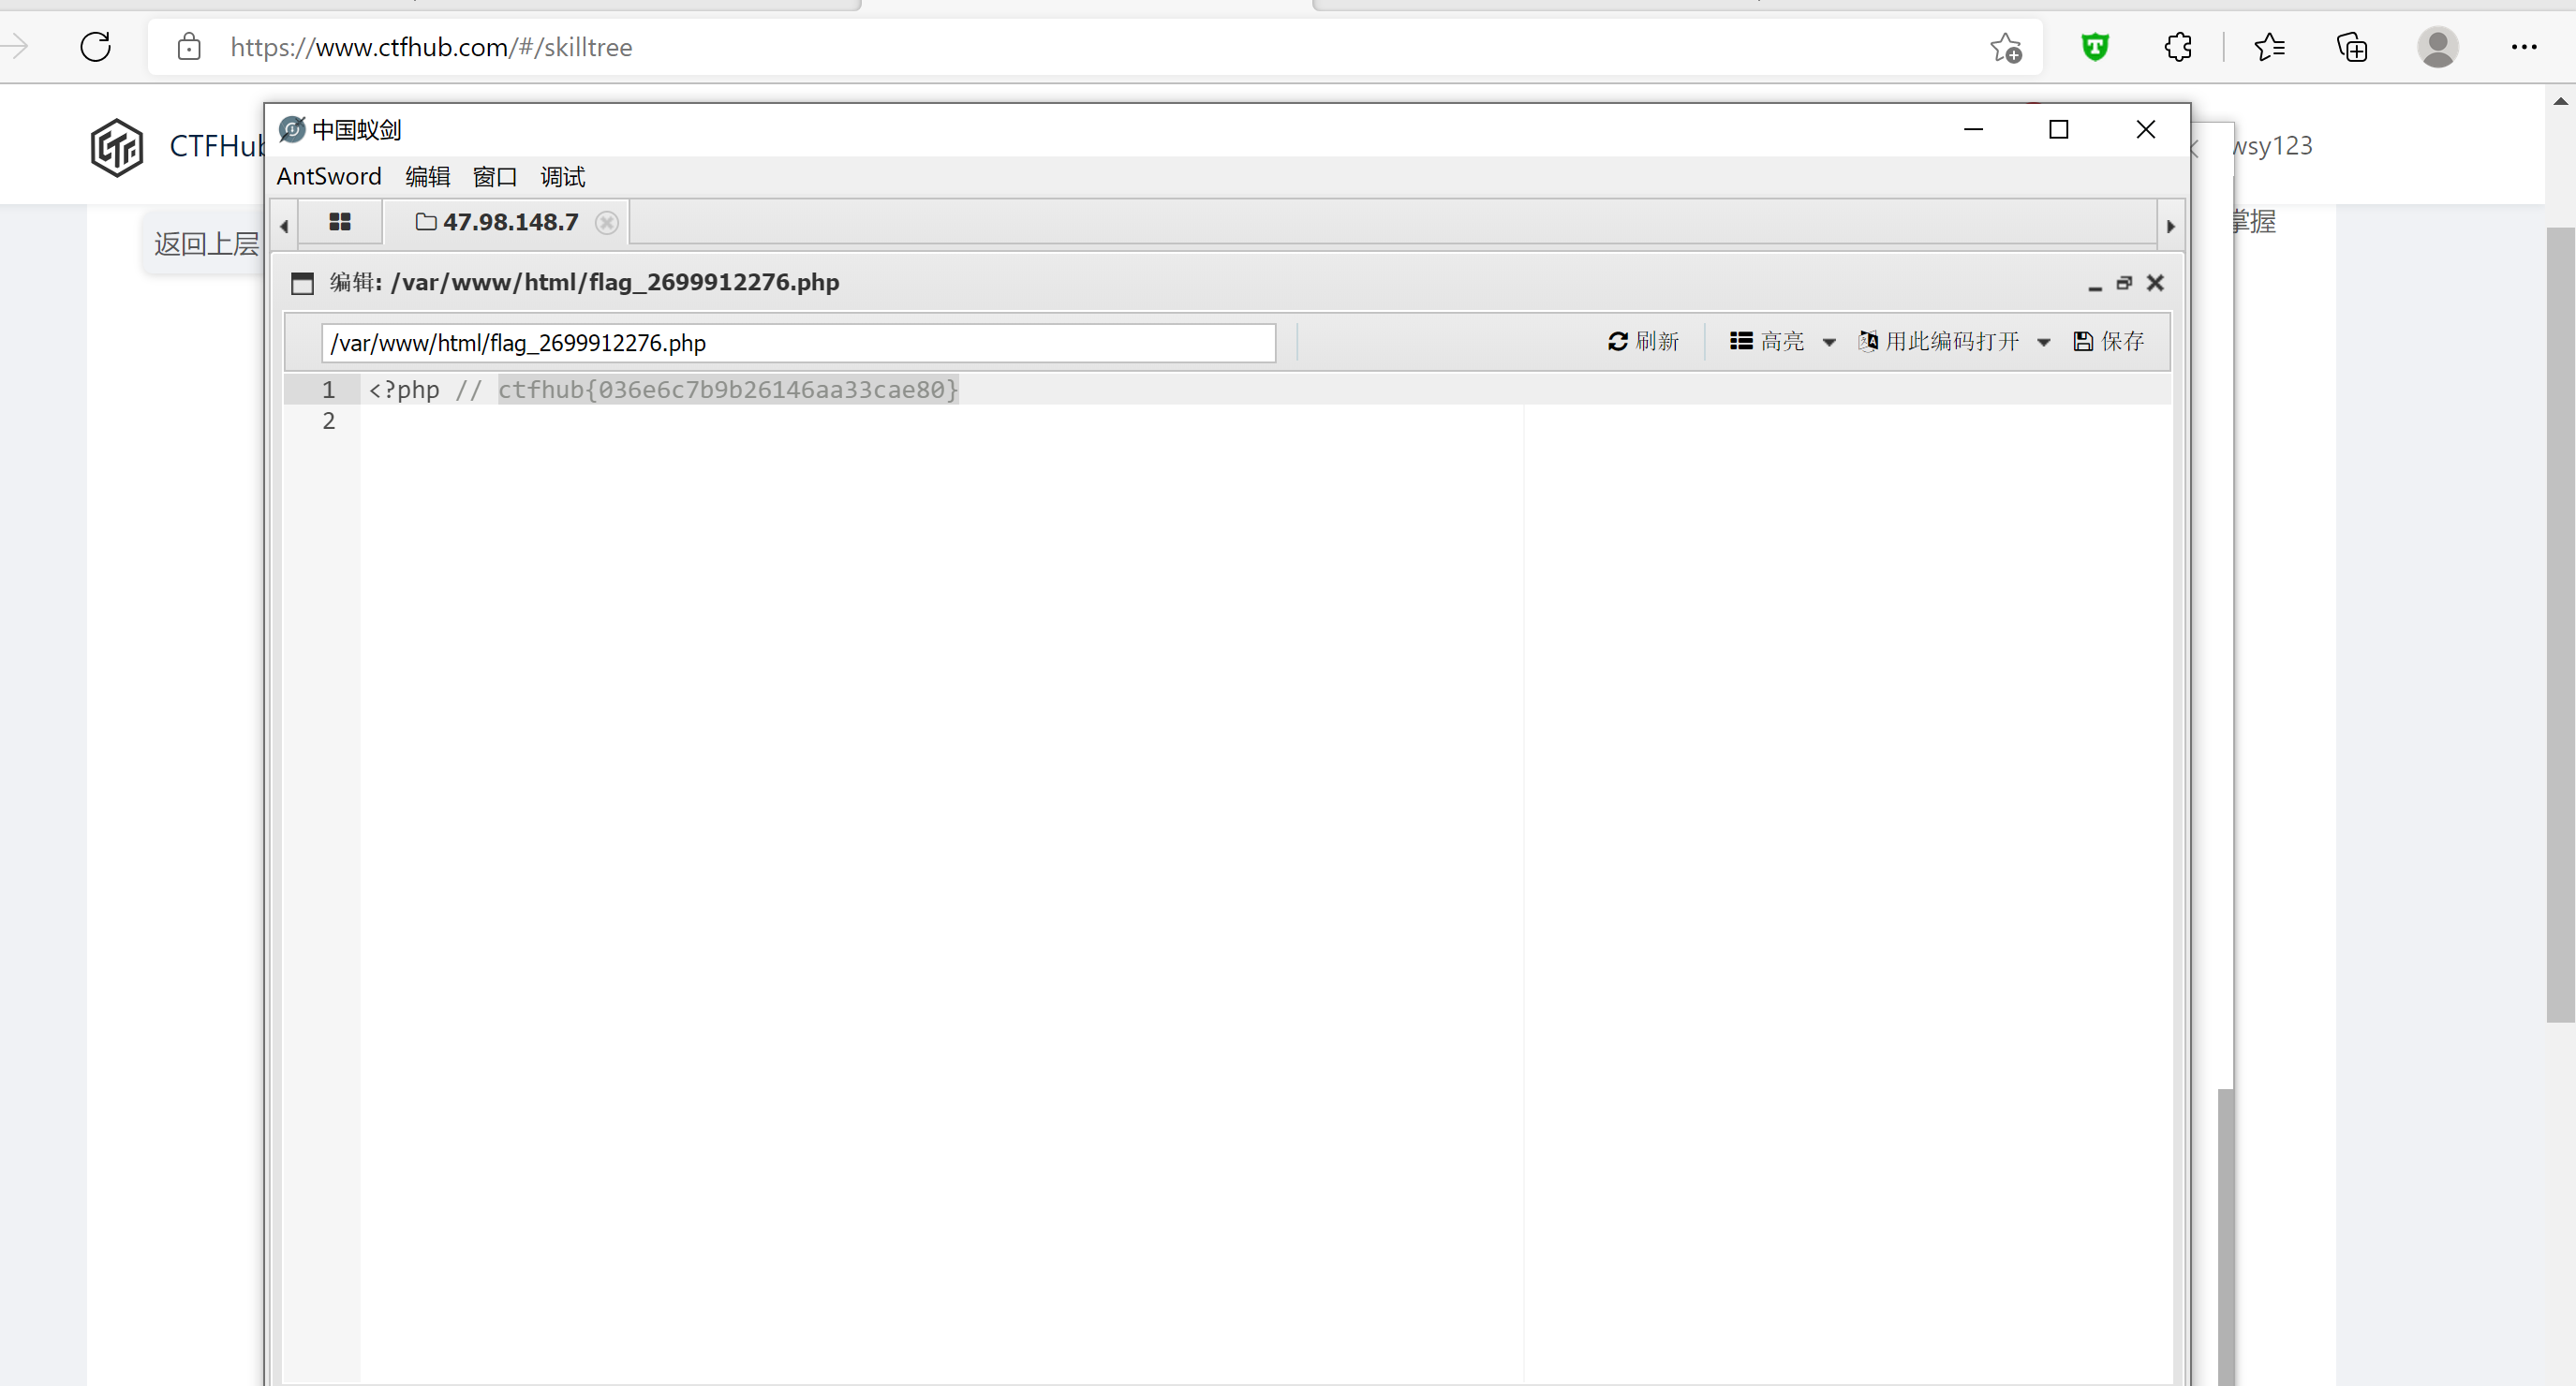 https://www.ctfhub.com/#/skilltree
CTFHub
中国蚁剑
wsy123
AntSword 编辑 窗口 调试
47.98.148.7
掌握
返回上层
编辑: /var/www/html/flag_2699912276.php
/var/www/html/flag_2699912276.php 刷新 高亮 用此编码打开 保存
1 <?php // ctfhub{036e6c7b9b26146aa33cae80}
2